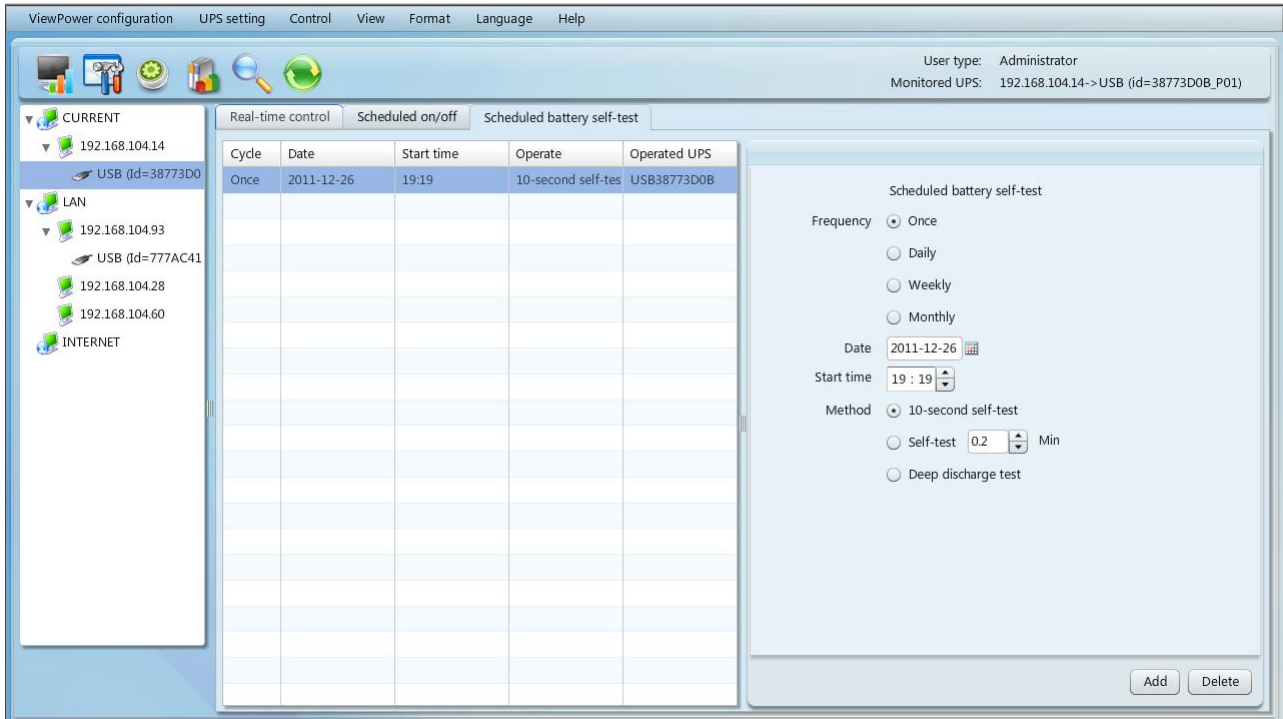 ViewPower configuration UPS setting Control View Format Language Help
User type: Administrator
Monitored UPS: 192.168.104.14->USB (id=38773D0B_P01)
CURRENT
192.168.104.14
USB (Id=38773D0
LAN
192.168.104.93
USB (Id=777AC41
192.168.104.28
192.168.104.60
INTERNET
Real-time control Scheduled on/off Scheduled battery self-test
Cycle Date Start time Operate Operated UPS
Once 2011-12-26 19:19 10-second self-tes USB38773D0B
Scheduled battery self-test
Frequency Once
Daily
Weekly
Monthly
Date 2011-12-26
Start time 19 : 19
Method 10-second self-test
Self-test 0.2 Min
Deep discharge test
Add Delete